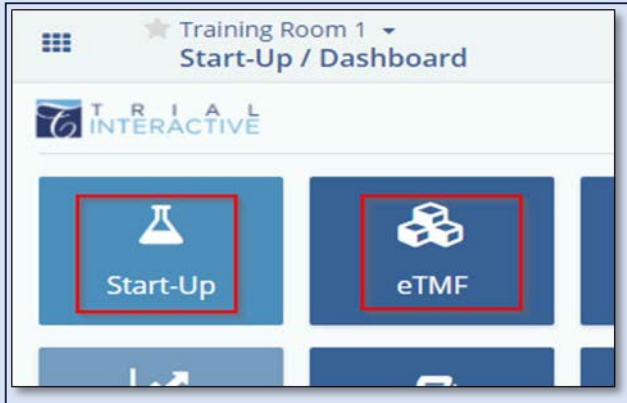 Training Room 1
Start-Up / Dashboard
TRIAL
INTERACTIVE
Start-Up
eTMF